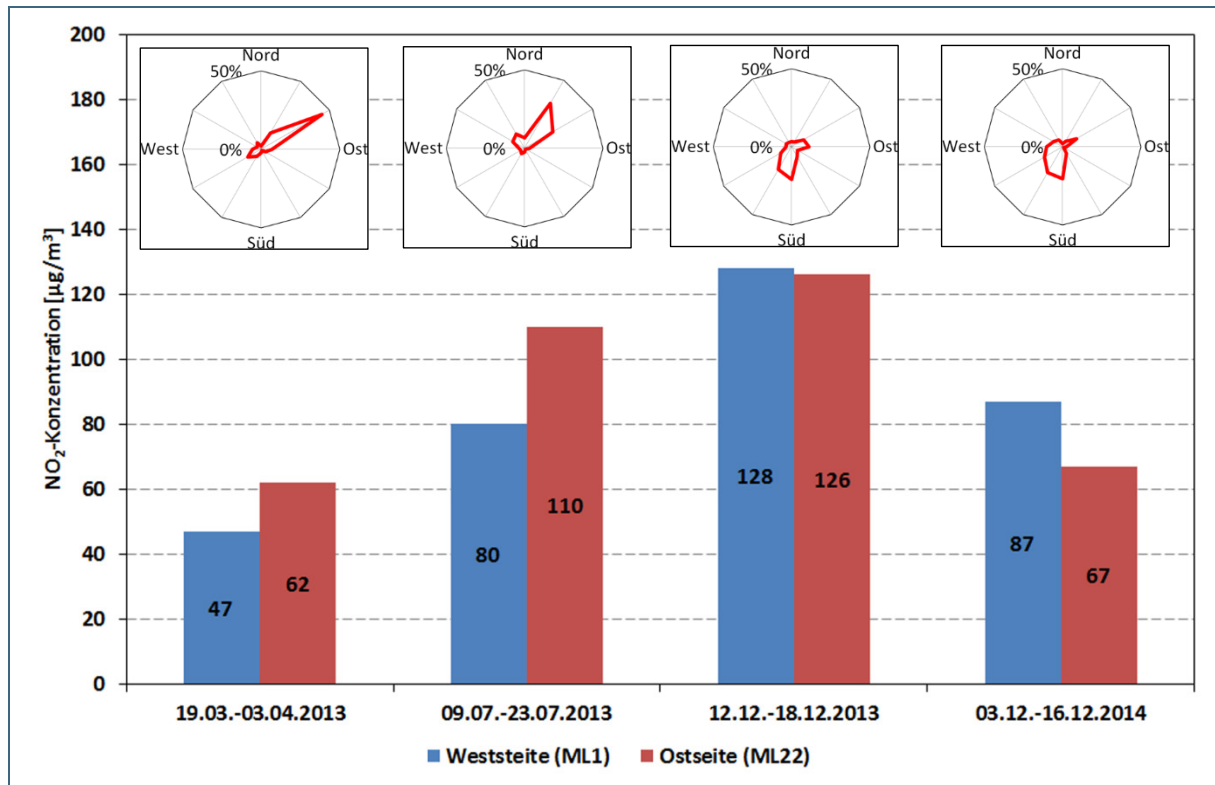 200
180
160
140
120
100
80
60
40
20
0
NO₂-Konzentration [µg/m³]
Nord
50%
West
0%
Ost
Süd
Nord
50%
West
0%
Ost
Süd
Nord
50%
West
0%
Ost
Süd
Nord
50%
West
0%
Ost
Süd
47
62
80
110
128
126
87
67
19.03.-03.04.2013
09.07.-23.07.2013
12.12.-18.12.2013
03.12.-16.12.2014
Weststeite (ML1)
Ostseite (ML22)